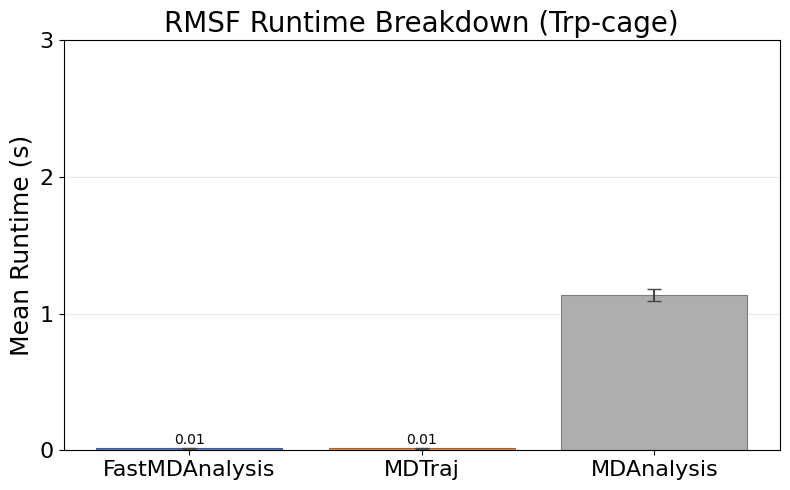 RMSF Runtime Breakdown (Trp-cage)
Mean Runtime (s)
3
2
1
0
0.01
0.01
FastMDAnalysis
MDTraj
MDAnalysis